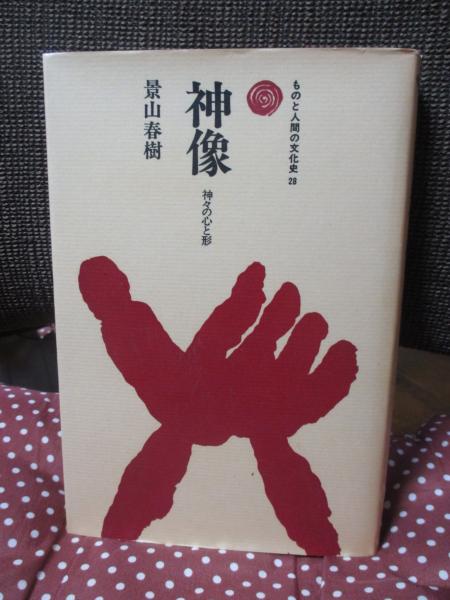 ものと人間の文化史 28
神像
神々の心と形
景山春樹